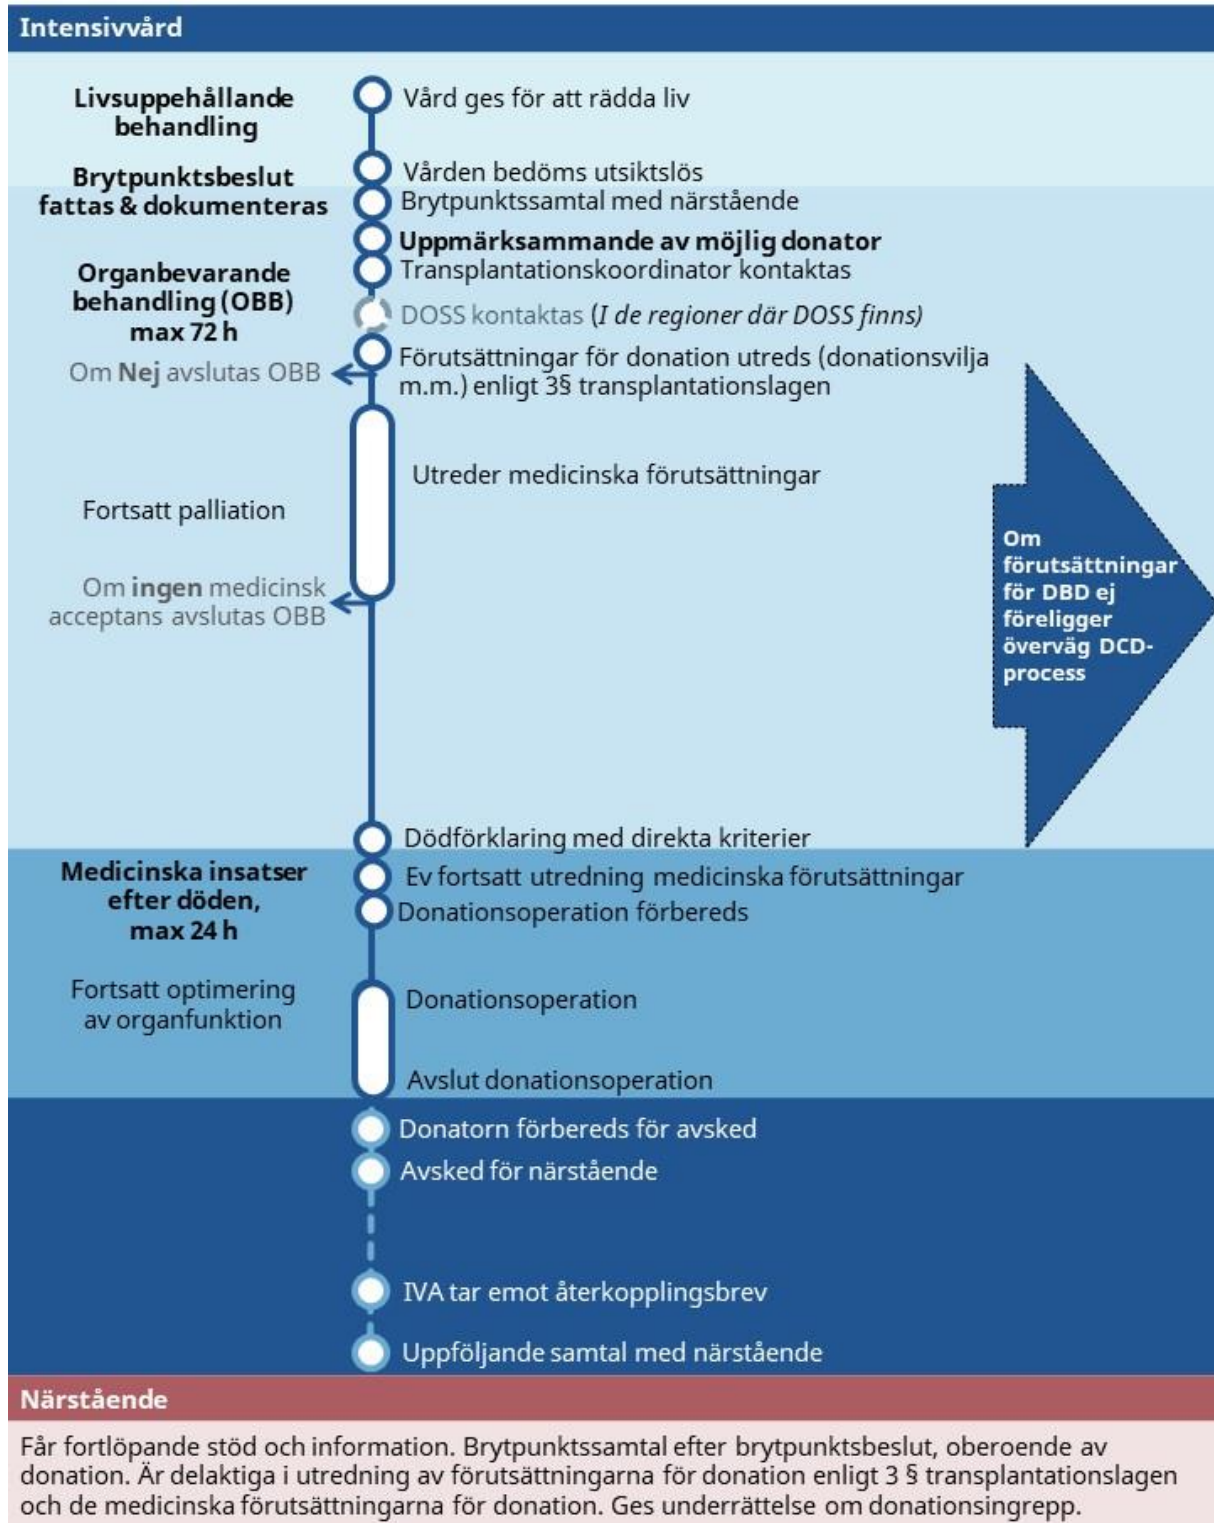 Intensivvård
Livsuppehållande
behandling
Vård ges för att rädda liv
Vården bedöms utsiktslös
Brytpunktsbeslut
fattas & dokumenteras
Brytpunktssamtal med närstående
Uppmärksammande av möjlig donator
Organbevarande
behandling (OBB)
max 72 h
Transplantationskoordinator kontaktas
DOSS kontaktas (I de regioner där DOSS finns)
Förutsättningar för donation utreds (donationsvilja
m.m.) enligt 3§ transplantationslagen
Om Nej avslutas OBB
Utreder medicinska förutsättningar
Fortsatt palliation
Om ingen medicinsk
acceptans avslutas OBB
Om
förutsättningar
för DBD ej
föreligger
överväg DCD-
process
Dödförklaring med direkta kriterier
Medicinska insatser
efter döden,
max 24 h
Ev fortsatt utredning medicinska förutsättningar
Donationsoperation förbereds
Fortsatt optimering
av organfunktion
Donationsoperation
Avslut donationsoperation
Donatorn förbereds för avsked
Avsked för närstående
IVA tar emot återkopplingsbrev
Uppföljande samtal med närstående
Närstående
Får fortlöpande stöd och information. Brytpunktssamtal efter brytpunktsbeslut, oberoende av
donation. Är delaktiga i utredning av förutsättningarna för donation enligt 3 § transplantationslagen
och de medicinska förutsättningarna för donation. Ges underrättelse om donationsingrepp.